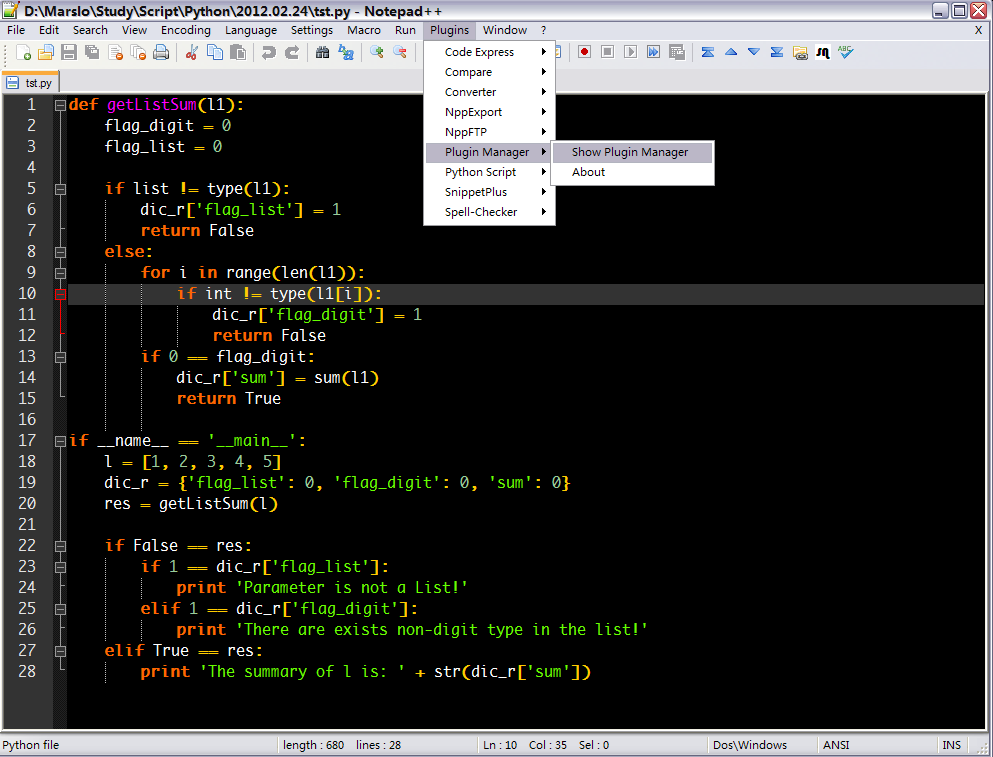 D:\Marslo\Study\Script\Python\2012.02.24\tst.py - Notepad++
File Edit Search View Encoding Language Settings Macro Run Plugins Window ? X
tst.py
Code Express
Compare
Converter
NppExport
NppFTP
Plugin Manager
Python Script
SnippetPlus
Spell-Checker
Show Plugin Manager
About
1 def getListSum(l1):
2 flag_digit = 0
3 flag_list = 0
4
5 if list != type(l1):
6 dic_r['flag_list'] = 1
7 return False
8 else:
9 for i in range(len(l1)):
10 if int != type(l1[i]):
11 dic_r['flag_digit'] = 1
12 return False
13 if 0 == flag_digit:
14 dic_r['sum'] = sum(l1)
15 return True
16
17 if __name__ == '__main__':
18 l = [1, 2, 3, 4, 5]
19 dic_r = {'flag_list': 0, 'flag_digit': 0, 'sum': 0}
20 res = getListSum(l)
21
22 if False == res:
23 if 1 == dic_r['flag_list']:
24 print 'Parameter is not a List!'
25 elif 1 == dic_r['flag_digit']:
26 print 'There are exists non-digit type in the list!'
27 elif True == res:
28 print 'The summary of l is: ' + str(dic_r['sum'])
Python file length : 680 lines : 28 Ln : 10 Col : 35 Sel : 0 Dos\Windows ANSI INS